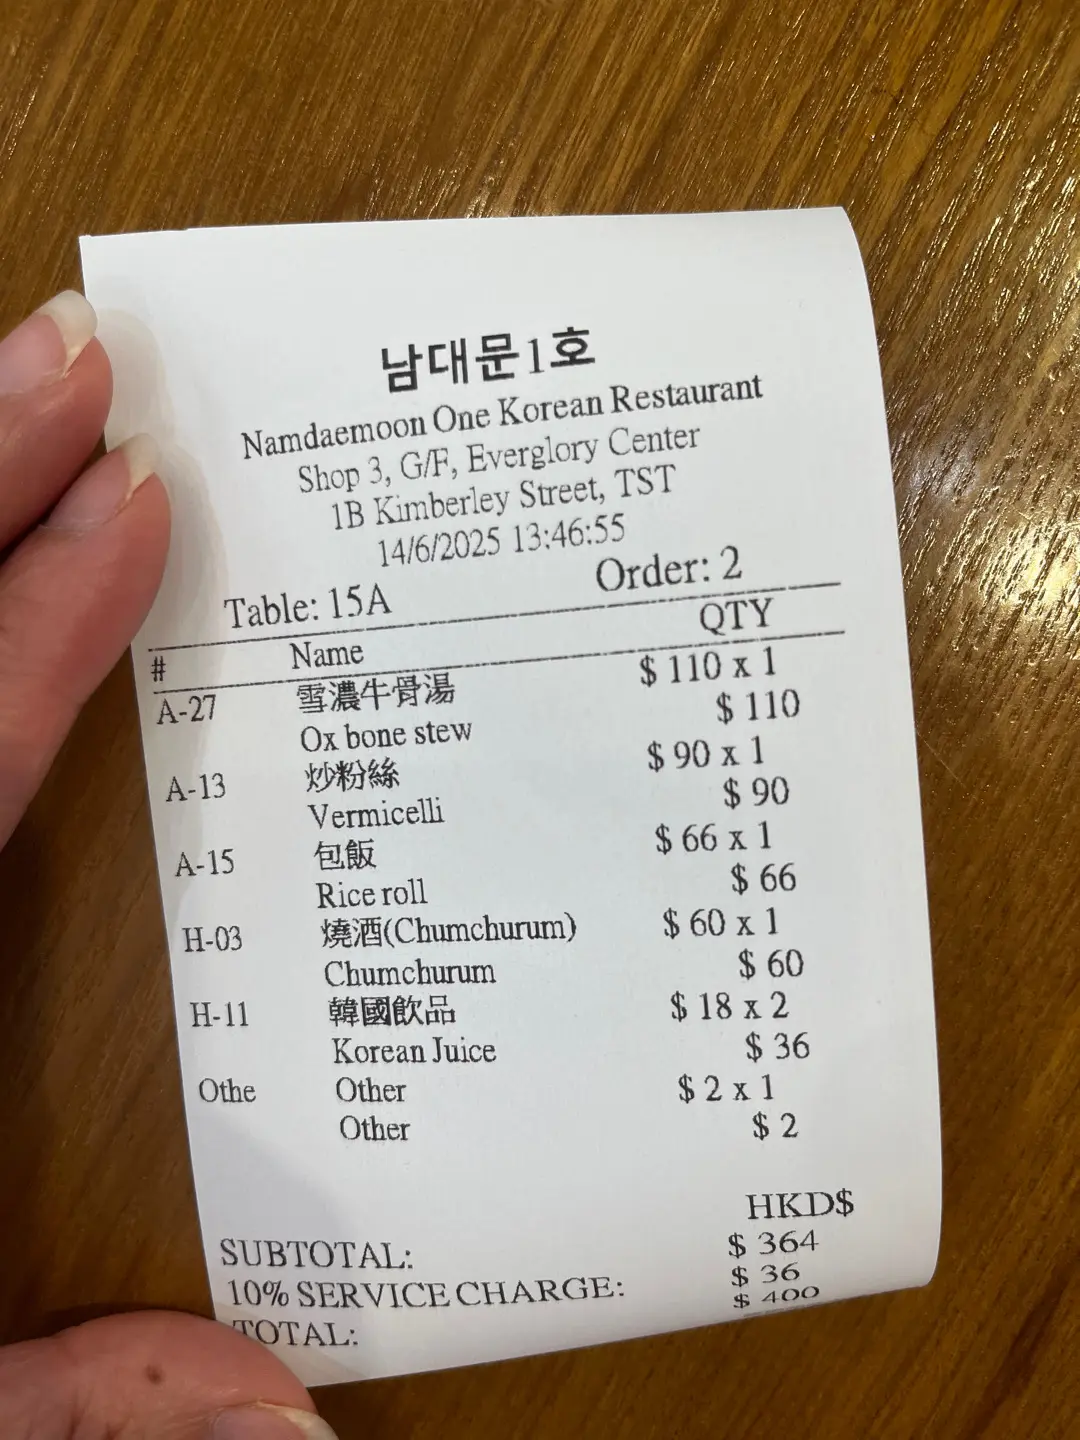 남대문1호
Namdaemoon One Korean Restaurant
Shop 3, G/F, Everglory Center
1B Kimberley Street, TST
14/6/2025 13:46:55
Table: 15A Order: 2
# Name QTY
A-27 雪濃牛骨湯 $ 110 x 1
Ox bone stew $ 110
A-13 炒粉絲 $ 90 x 1
Vermicelli $ 90
A-15 包飯 $ 66 x 1
Rice roll $ 66
H-03 燒酒(Chumchurum) $ 60 x 1
Chumchurum $ 60
H-11 韓國飲品 $ 18 x 2
Korean Juice $ 36
Othe Other $ 2 x 1
Other $ 2
HKD$
SUBTOTAL: $ 364
10% SERVICE CHARGE: $ 36
TOTAL: $ 400